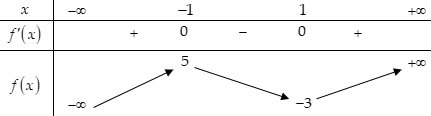 x −∞ −1 1 +∞
f′(x) + 0 − 0 +
5 +∞
f(x)
−∞ −3